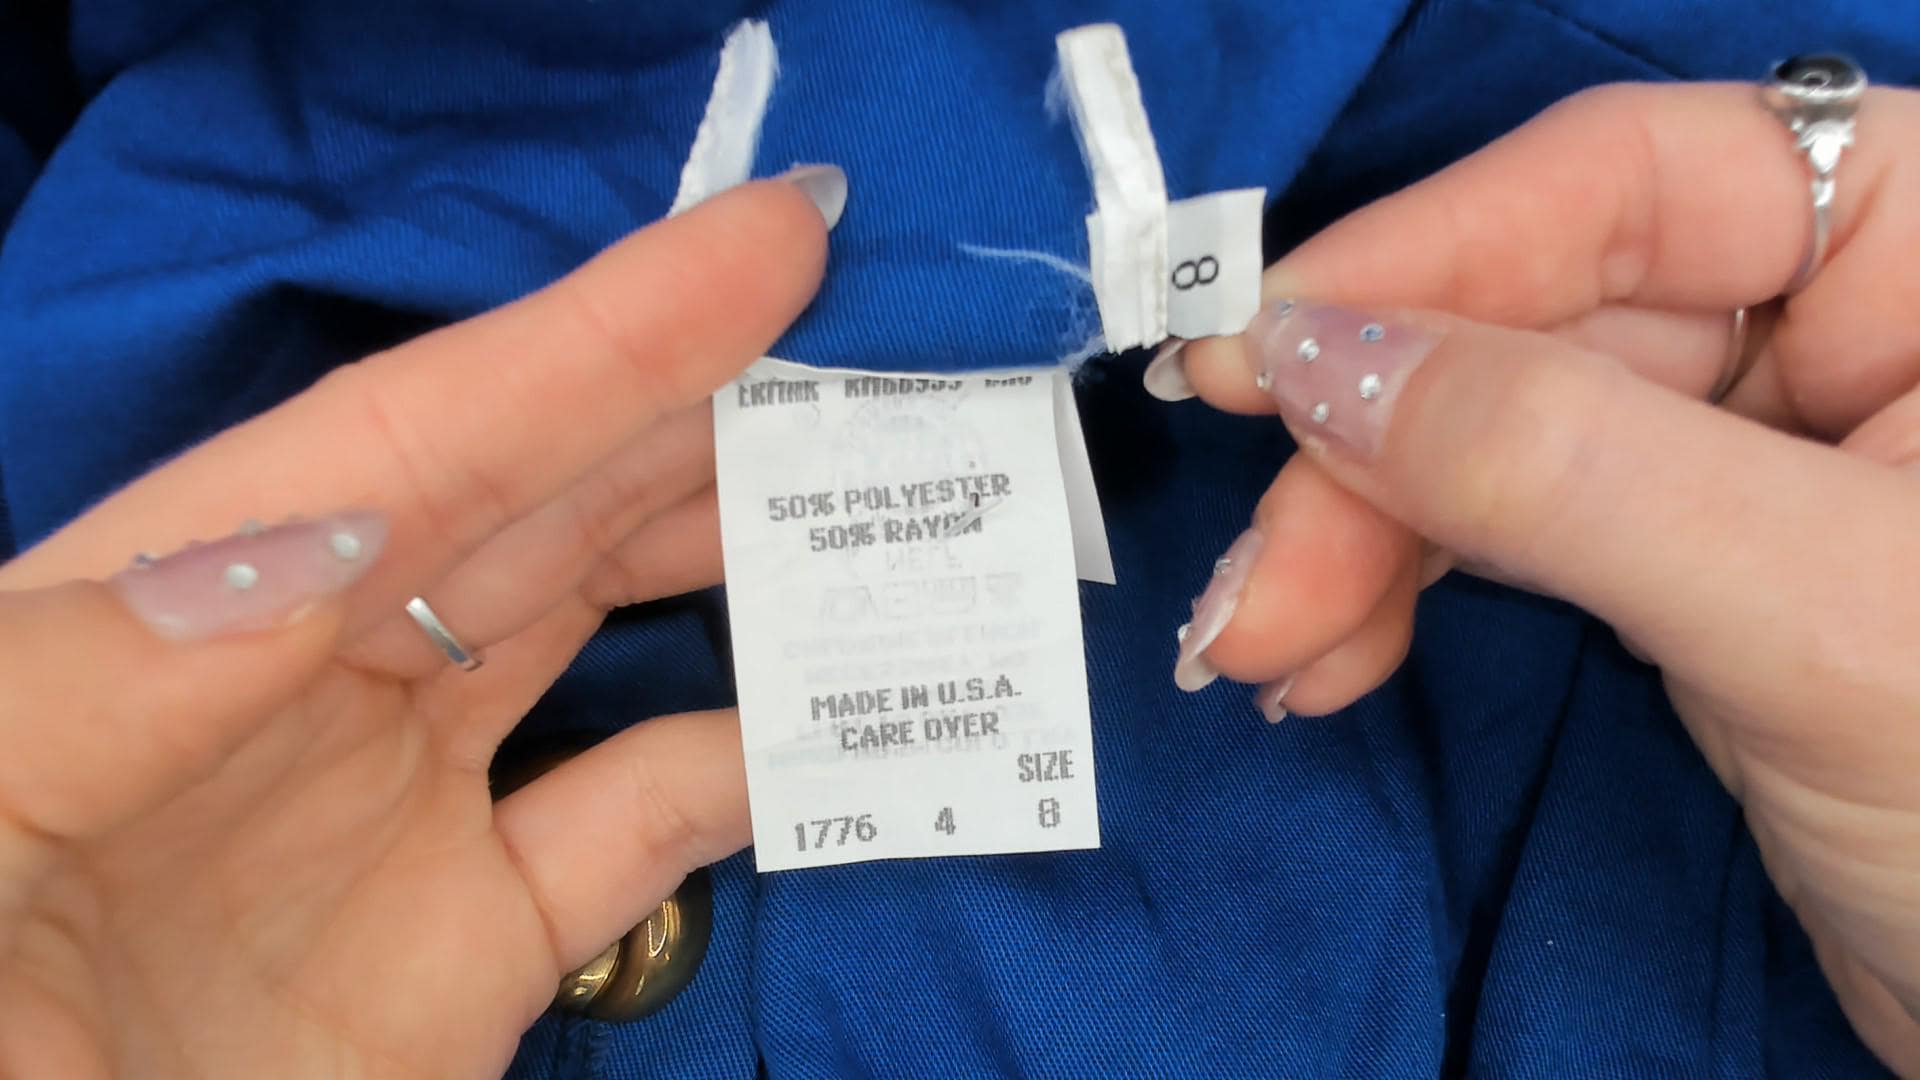 8
50% POLYESTER
50% RAYON
MADE IN U.S.A.
CARE OVER
SIZE
1776 4 8